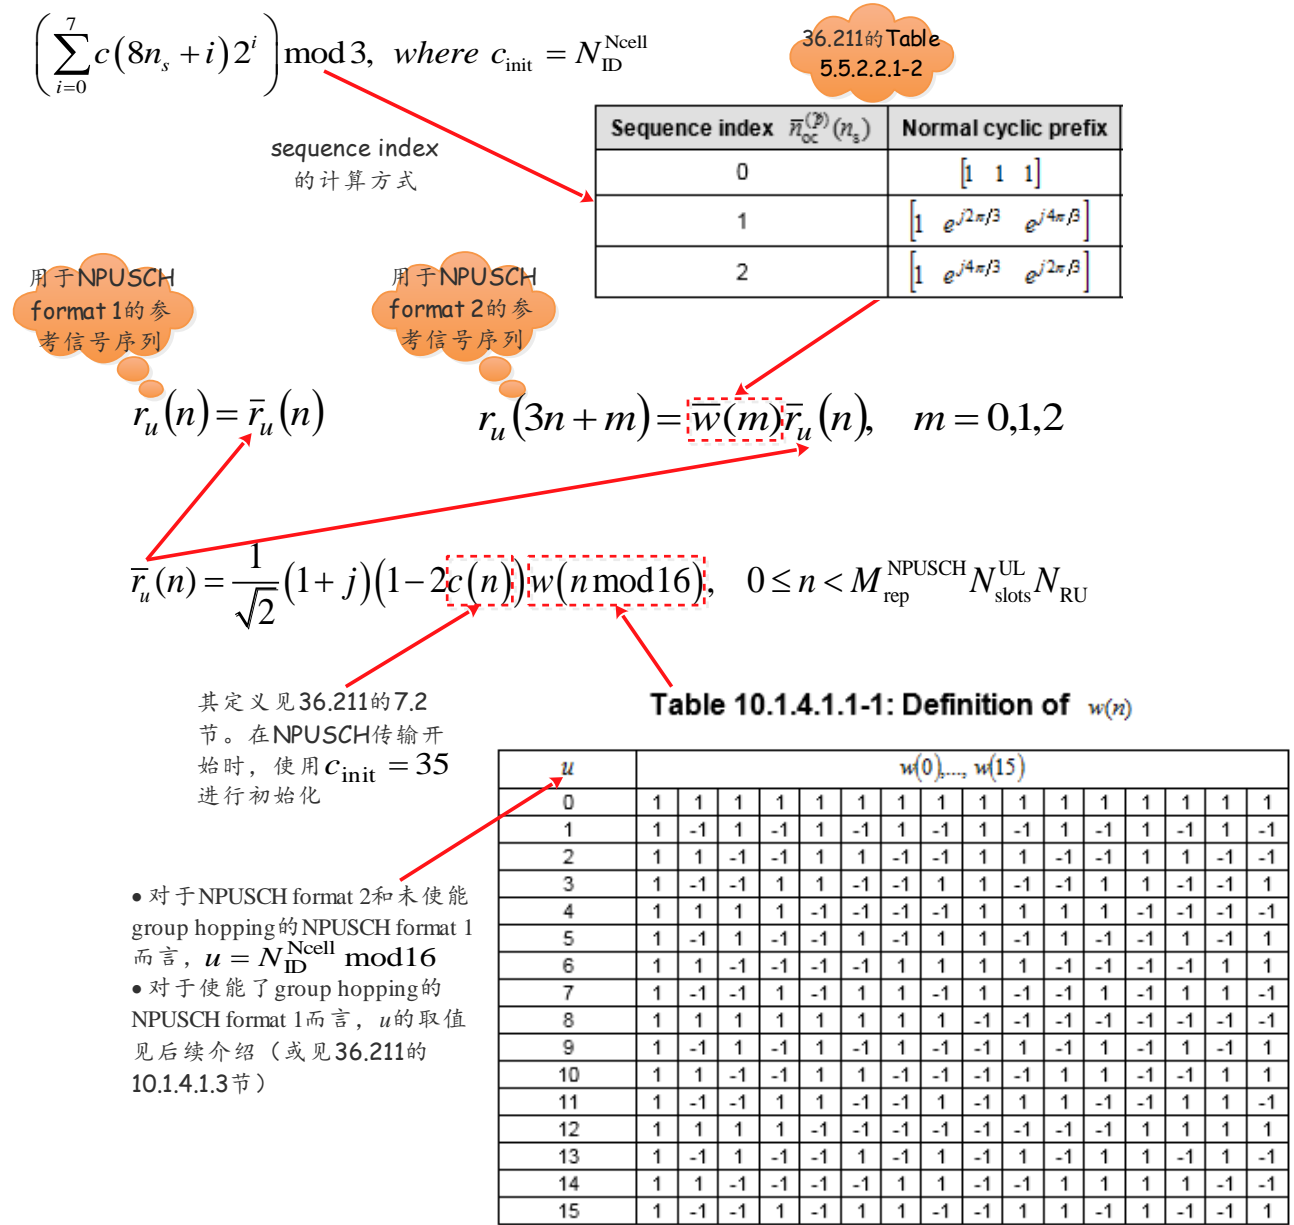 (∑_{i=0}^{7} c(8n_s + i)2^i) mod 3, where c_init = N_ID^Ncell
36.211的Table
5.5.2.2.1-2
sequence index
的计算方式
Sequence index n̅_oc^(p̃)(n_s) Normal cyclic prefix
0 [1 1 1]
1 [1 e^{j2π/3} e^{j4π/3}]
2 [1 e^{j4π/3} e^{j2π/3}]
用于NPUSCH
format 1的参
考信号序列
用于NPUSCH
format 2的参
考信号序列
r_u(n) = r̅_u(n)
r_u(3n + m) = w̅(m)r̅_u(n), m = 0,1,2
r̅_u(n) = 1/√2 (1 + j)(1 − 2c(n))w(n mod 16), 0 ≤ n < M_rep^NPUSCH N_slots^UL N_RU
其定义见36.211的7.2
节。在NPUSCH传输开
始时，使用c_init = 35
进行初始化
Table 10.1.4.1.1-1: Definition of w(n)
u w(0),..., w(15)
0 1 1 1 1 1 1 1 1 1 1 1 1 1 1 1 1
1 1 -1 1 -1 1 -1 1 -1 1 -1 1 -1 1 -1 1 -1
2 1 1 -1 -1 1 1 -1 -1 1 1 -1 -1 1 1 -1 -1
3 1 -1 -1 1 1 -1 -1 1 1 -1 -1 1 1 -1 -1 1
4 1 1 1 1 -1 -1 -1 -1 1 1 1 1 -1 -1 -1 -1
5 1 -1 1 -1 -1 1 -1 1 1 -1 1 -1 -1 1 -1 1
6 1 1 -1 -1 -1 -1 1 1 1 1 -1 -1 -1 -1 1 1
7 1 -1 -1 1 -1 1 1 -1 1 -1 -1 1 -1 1 1 -1
8 1 1 1 1 1 1 1 1 -1 -1 -1 -1 -1 -1 -1 -1
9 1 -1 1 -1 1 -1 1 -1 -1 1 -1 1 -1 1 -1 1
10 1 1 -1 -1 1 1 -1 -1 -1 -1 1 1 -1 -1 1 1
11 1 -1 -1 1 1 -1 -1 1 -1 1 1 -1 -1 1 1 -1
12 1 1 1 1 -1 -1 -1 -1 -1 -1 -1 -1 1 1 1 1
13 1 -1 1 -1 -1 1 -1 1 -1 1 -1 1 1 -1 1 -1
14 1 1 -1 -1 -1 -1 1 1 -1 -1 1 1 1 1 -1 -1
15 1 -1 -1 1 -1 1 1 -1 -1 1 1 -1 1 -1 -1 1
• 对于NPUSCH format 2和未使能
group hopping的NPUSCH format 1
而言，u = N_ID^Ncell mod16
• 对于使能了group hopping的
NPUSCH format 1而言，u的取值
见后续介绍（或见36.211的
10.1.4.1.3节）